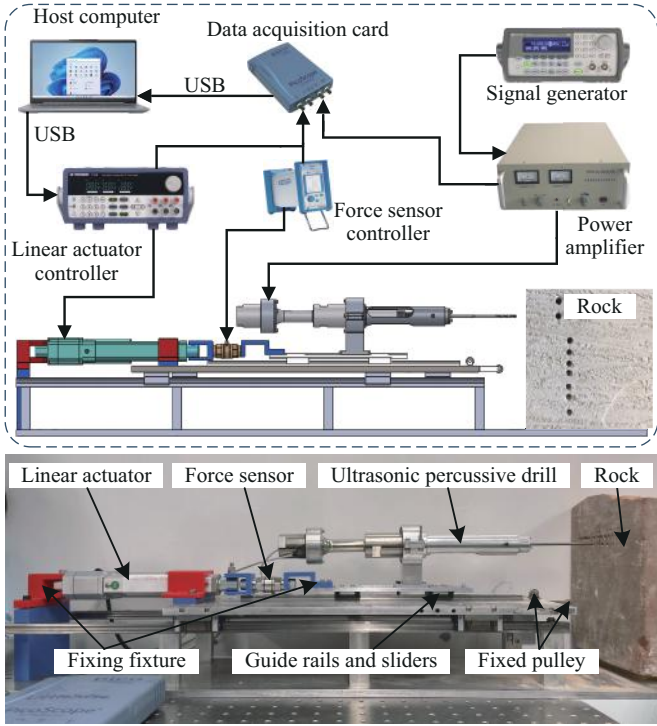 Host computer
Data acquisition card
USB
Signal generator
USB
Linear actuator
controller
Force sensor
controller
Power
amplifier
Rock
Linear actuator
Force sensor
Ultrasonic percussive drill
Rock
Fixing fixture
Guide rails and sliders
Fixed pulley
PicoScope